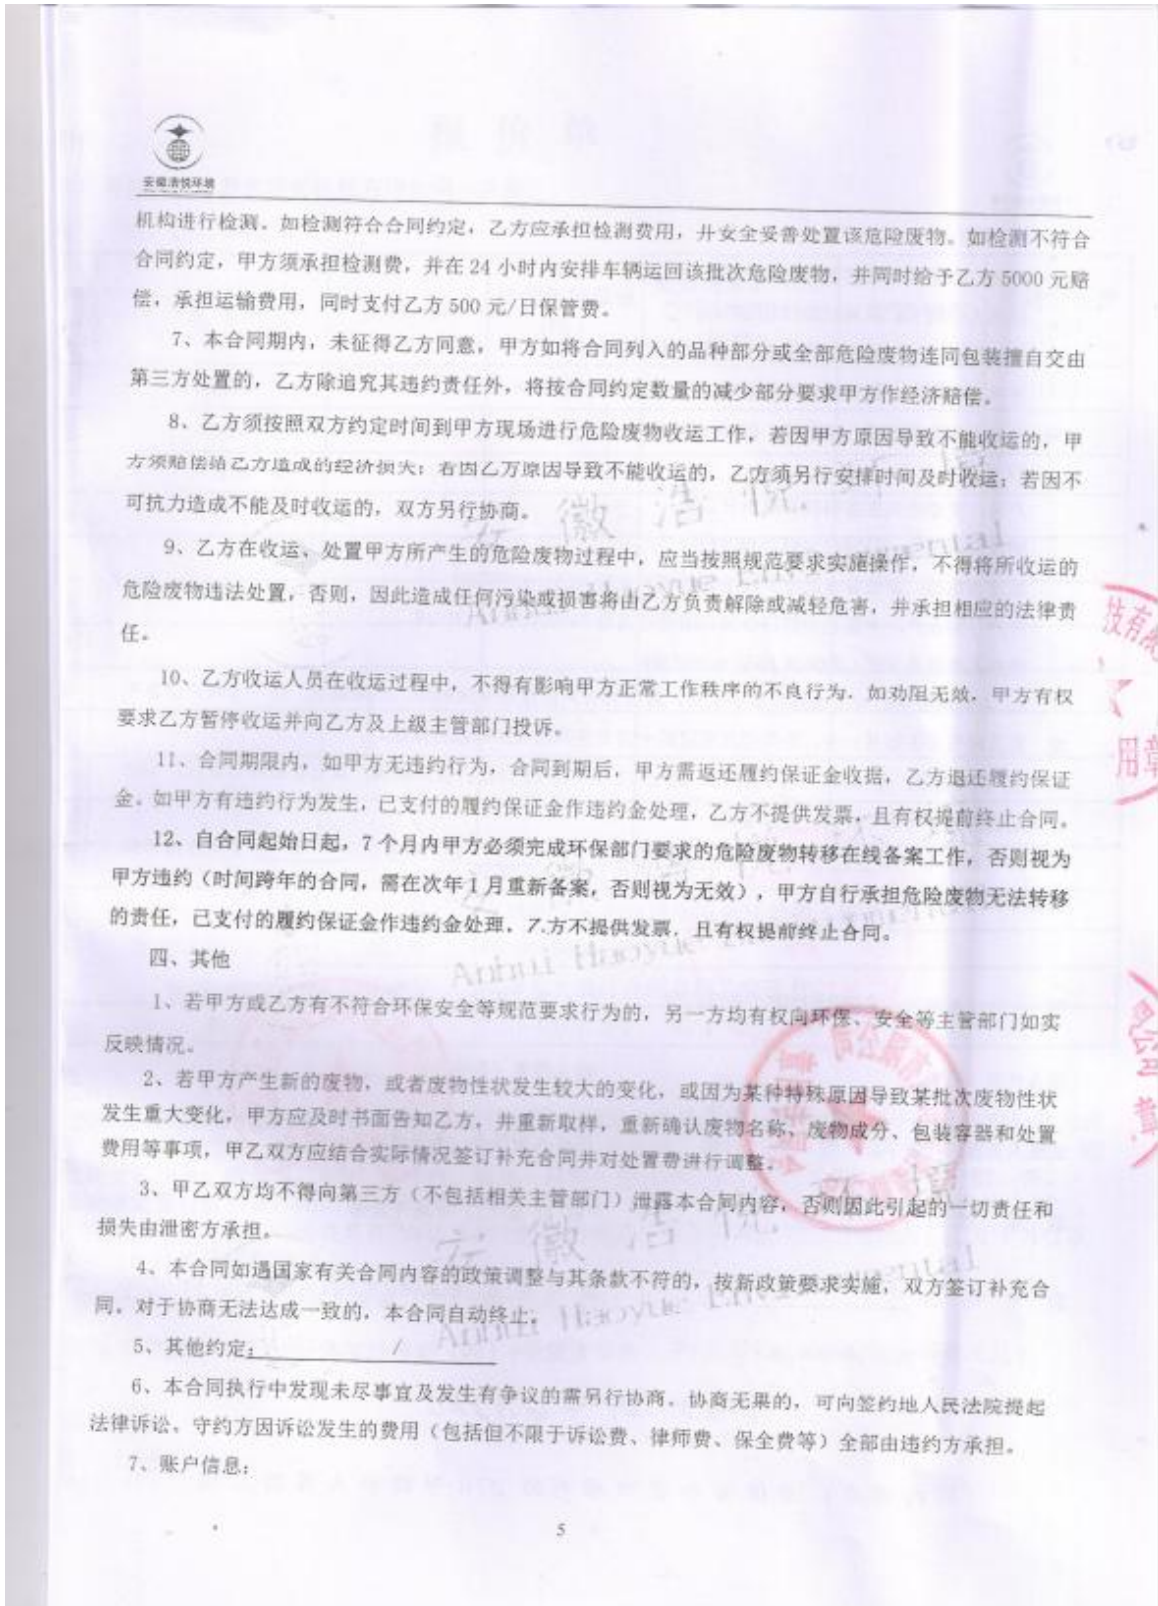 安徽浩悦环境
机构进行检测。如检测符合合同约定，乙方应承担检测费用，并安全妥善处置该危险废物。如检测不符合
合同约定，甲方须承担检测费，并在 24 小时内安排车辆运回该批次危险废物，并同时给予乙方 5000 元赔
偿，承担运输费用，同时支付乙方 500 元/日保管费。
7、本合同期内，未征得乙方同意，甲方如将合同列入的品种部分或全部危险废物连同包装擅自交由
第三方处置的，乙方除追究其违约责任外，将按合同约定数量的减少部分要求甲方作经济赔偿。
8、乙方须按照双方约定时间到甲方现场进行危险废物收运工作，若因甲方原因导致不能收运的，甲
方须赔偿给乙方造成的经济损失；若因乙方原因导致不能收运的，乙方须另行安排时间及时收运；若因不
可抗力造成不能及时收运的，双方另行协商。
9、乙方在收运、处置甲方所产生的危险废物过程中，应当按照规范要求实施操作，不得将所收运的
危险废物违法处置，否则，因此造成任何污染或损害将由乙方负责解除或减轻危害，并承担相应的法律责
任。
10、乙方收运人员在收运过程中，不得有影响甲方正常工作秩序的不良行为，如劝阻无效，甲方有权
要求乙方暂停收运并向乙方及上级主管部门投诉。
11、合同期限内，如甲方无违约行为，合同到期后，甲方需返还履约保证金收据，乙方退还履约保证
金。如甲方有违约行为发生，已支付的履约保证金作违约金处理，乙方不提供发票，且有权提前终止合同。
12、自合同起始日起，7 个月内甲方必须完成环保部门要求的危险废物转移在线备案工作，否则视为
甲方违约（时间跨年的合同，需在次年 1 月重新备案，否则视为无效），甲方自行承担危险废物无法转移
的责任，已支付的履约保证金作违约金处理，乙方不提供发票，且有权提前终止合同。
四、其他
1、若甲方或乙方有不符合环保安全等规范要求行为的，另一方均有权向环保、安全等主管部门如实
反映情况。
2、若甲方产生新的废物，或者废物性状发生较大的变化，或因为某种特殊原因导致某批次废物性状
发生重大变化，甲方应及时书面告知乙方，并重新取样，重新确认废物名称、废物成分、包装容器和处置
费用等事项，甲乙双方应结合实际情况签订补充合同并对处置费进行调整。
3、甲乙双方均不得向第三方（不包括相关主管部门）泄露本合同内容，否则因此引起的一切责任和
损失由泄密方承担。
4、本合同如遇国家有关合同内容的政策调整与其条款不符的，按新政策要求实施，双方签订补充合
同。对于协商无法达成一致的，本合同自动终止。
5、其他约定： /
6、本合同执行中发现未尽事宜及发生有争议的需另行协商。协商无果的，可向签约地人民法院提起
法律诉讼。守约方因诉讼发生的费用（包括但不限于诉讼费、律师费、保全费等）全部由违约方承担。
7、账户信息：
5